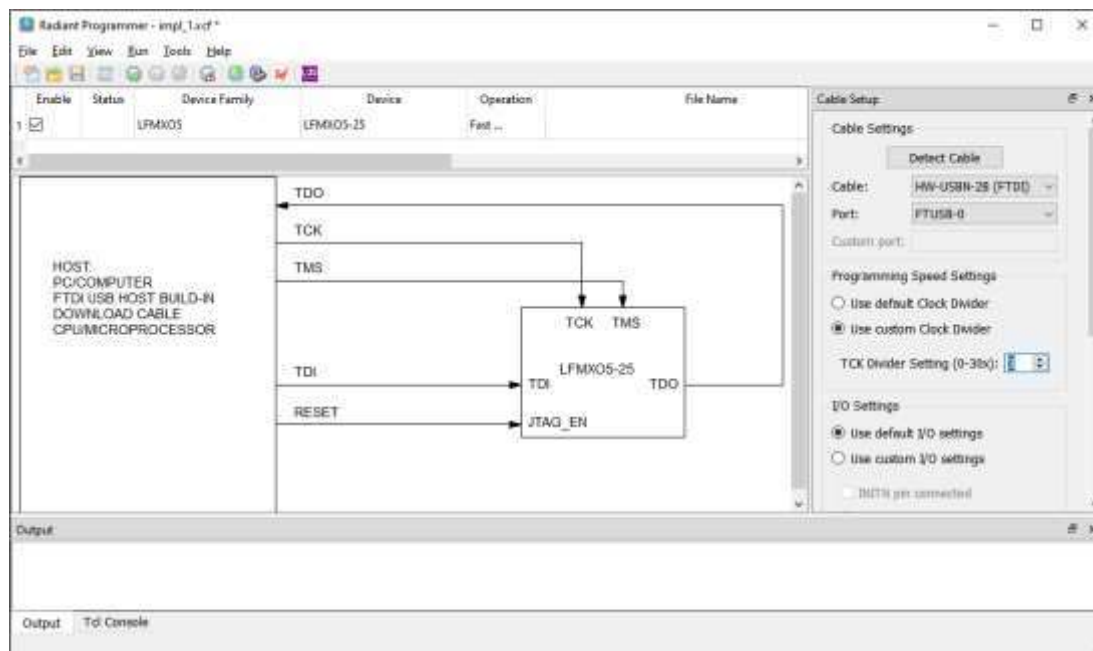 Radiant Programmer - impl_1.xcf *
File Edit View Run Tools Help
Enable Status Device Family Device Operation File Name
1 LFMXO5 LFMXO5-25 Fast ...
Cable Setup
Cable Settings
Detect Cable
Cable: HW-USBN-2B (FTDI)
Port: FTUSB-0
Custom port:
Programming Speed Settings
Use default Clock Divider
Use custom Clock Divider
TCK Divider Setting (0-30x):
I/O Settings
Use default I/O settings
Use custom I/O settings
INITN pin connected
TDO
TCK
TMS
HOST:
PC/COMPUTER
FTDI USB HOST BUILD-IN
DOWNLOAD CABLE
CPU/MICROPROCESSOR
TCK TMS
LFMXO5-25
TDI
TDI
TDO
RESET
JTAG_EN
Output
Output Tcl Console